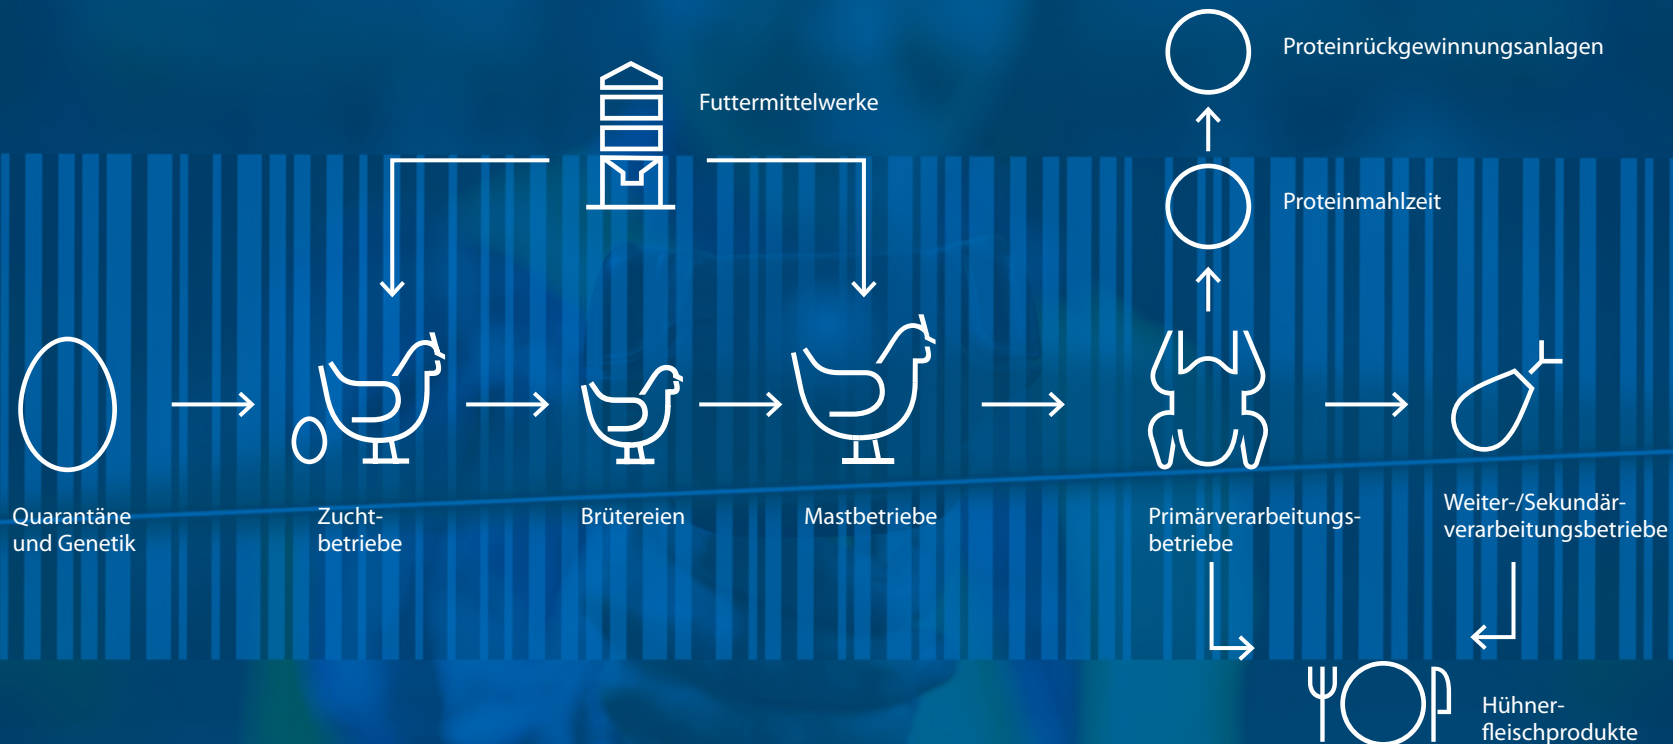 Proteinrückgewinnungsanlagen
Futtermittelwerke
Proteinmahlzeit
Quarantäne
und Genetik
Zucht-
betriebe
Brütereien
Mastbetriebe
Primärverarbeitungs-
betriebe
Weiter-/Sekundär-
verarbeitungsbetriebe
Hühner-
fleischprodukte